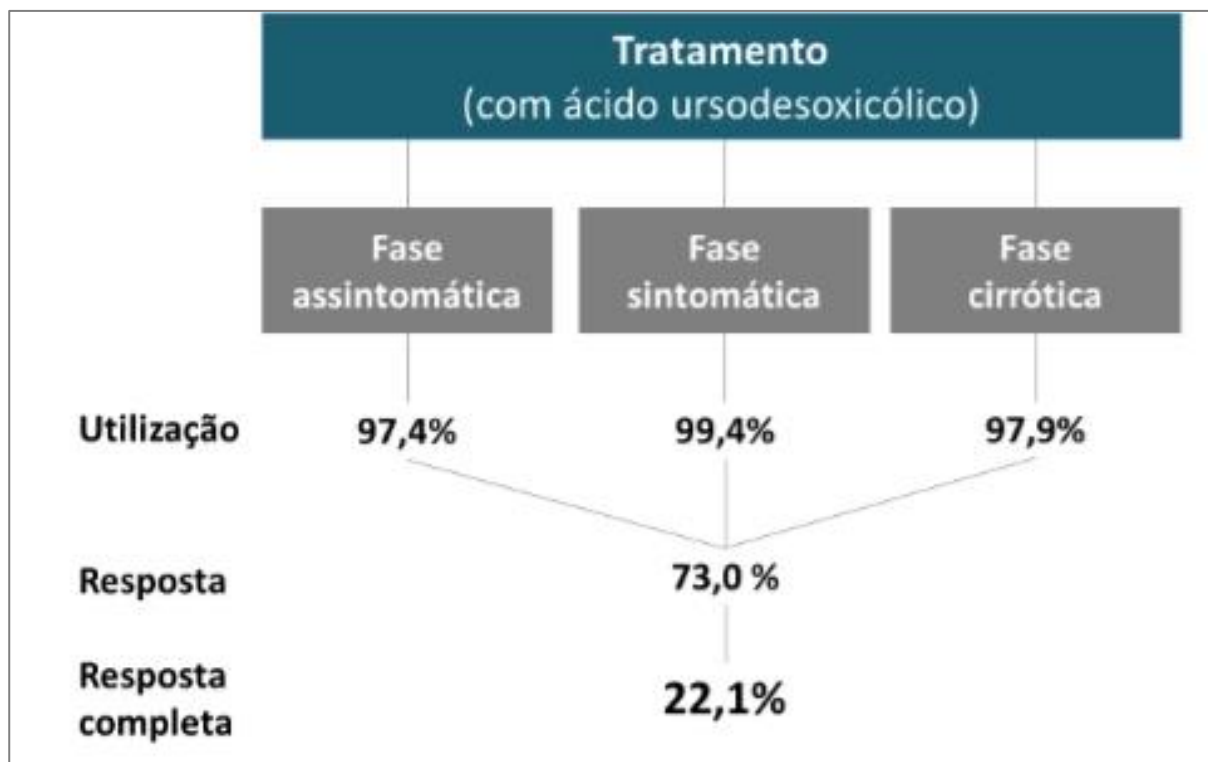 Tratamento
(com ácido ursodesoxicólico)
Fase
assintomática
Fase
sintomática
Fase
cirrótica
Utilização 97,4% 99,4% 97,9%
Resposta 73,0 %
Resposta
completa
22,1%